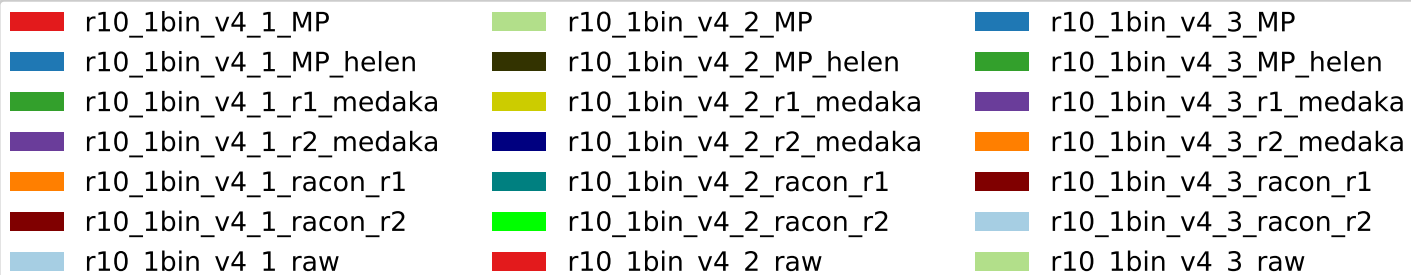 r10_1bin_v4_1_MP r10_1bin_v4_2_MP r10_1bin_v4_3_MP
r10_1bin_v4_1_MP_helen r10_1bin_v4_2_MP_helen r10_1bin_v4_3_MP_helen
r10_1bin_v4_1_r1_medaka r10_1bin_v4_2_r1_medaka r10_1bin_v4_3_r1_medaka
r10_1bin_v4_1_r2_medaka r10_1bin_v4_2_r2_medaka r10_1bin_v4_3_r2_medaka
r10_1bin_v4_1_racon_r1 r10_1bin_v4_2_racon_r1 r10_1bin_v4_3_racon_r1
r10_1bin_v4_1_racon_r2 r10_1bin_v4_2_racon_r2 r10_1bin_v4_3_racon_r2
r10_1bin_v4_1_raw r10_1bin_v4_2_raw r10_1bin_v4_3_raw